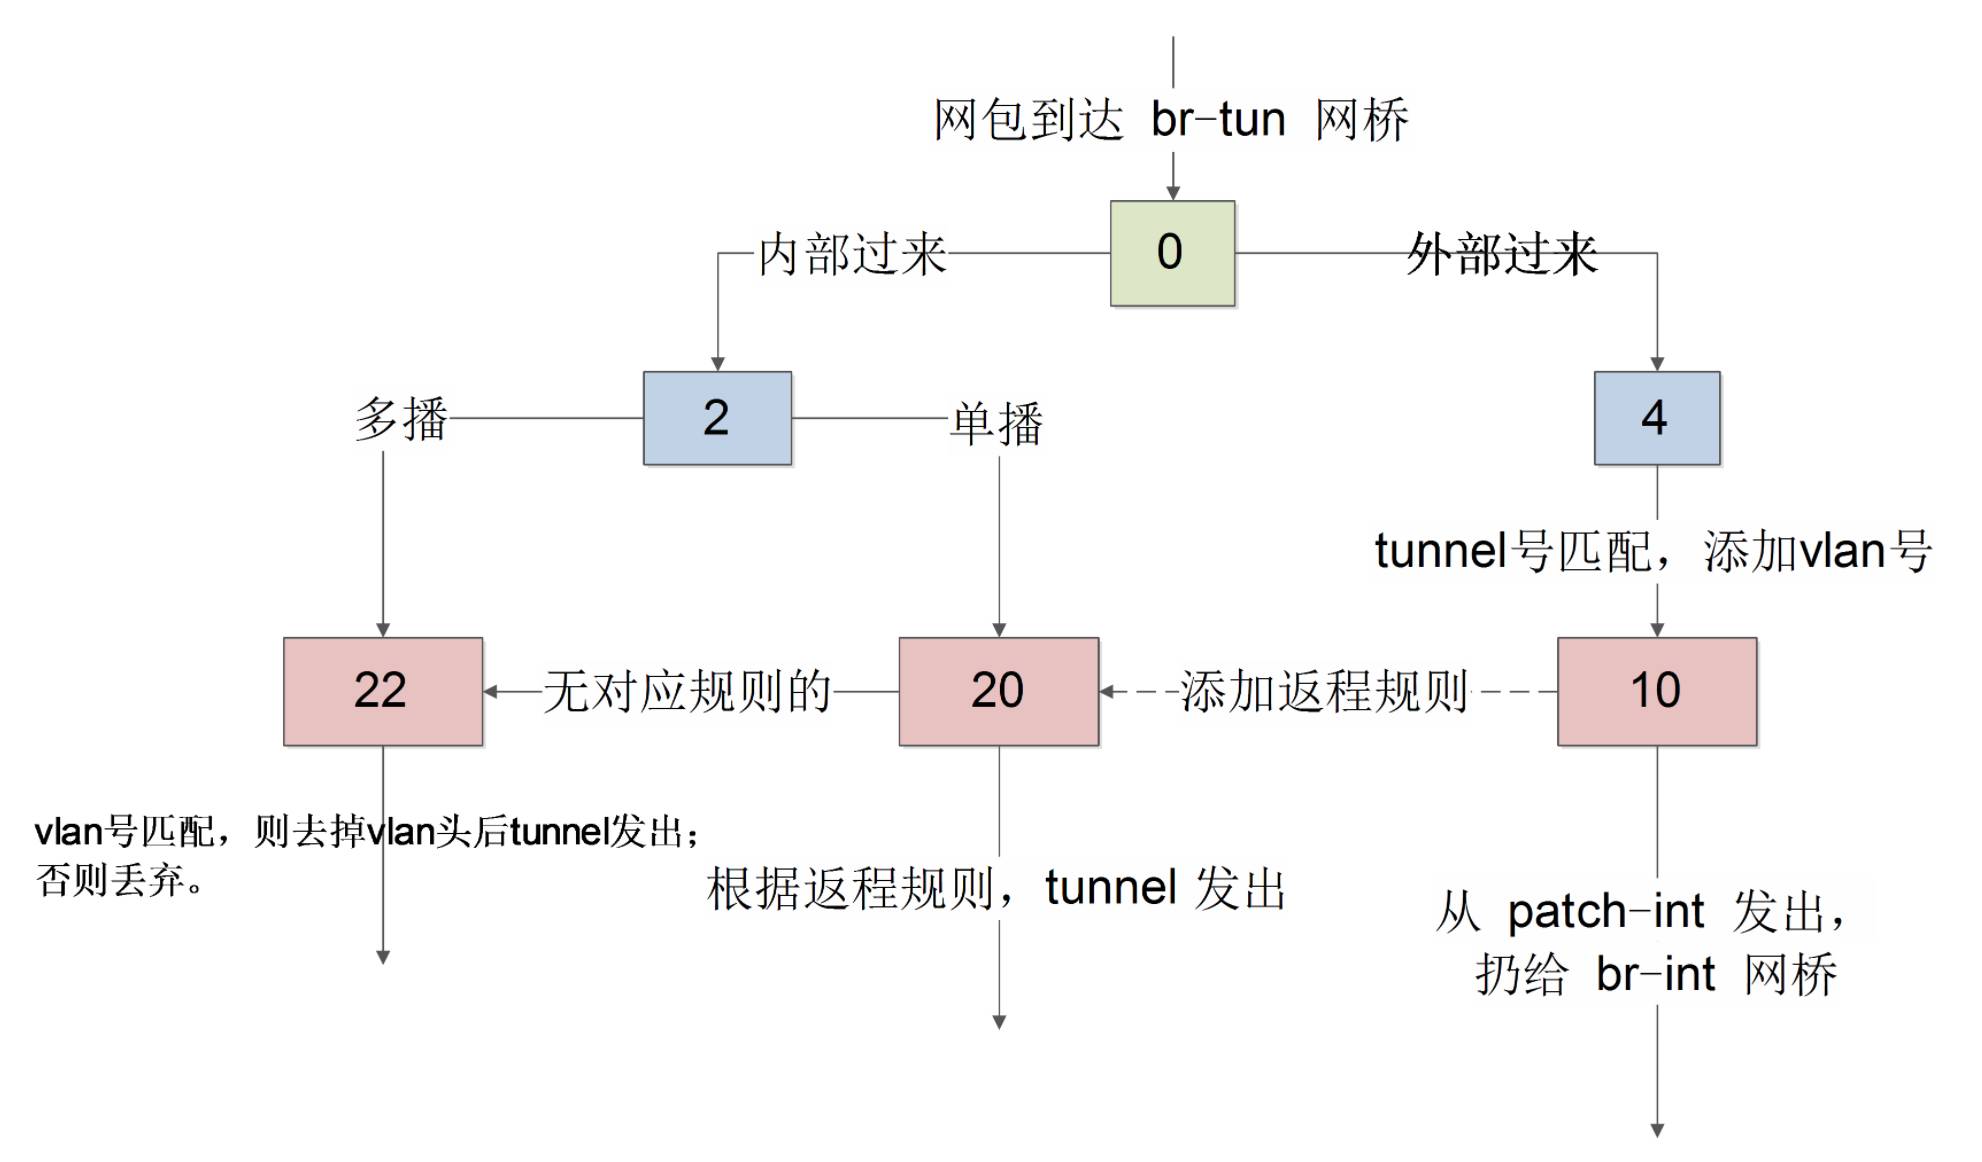 网包到达 br-tun 网桥
0
内部过来
外部过来
2
4
多播
单播
tunnel号匹配，添加vlan号
22
无对应规则的
20
添加返程规则
10
vlan号匹配，则去掉vlan头后tunnel发出；
否则丢弃。
根据返程规则，tunnel 发出
从 patch-int 发出，
扔给 br-int 网桥